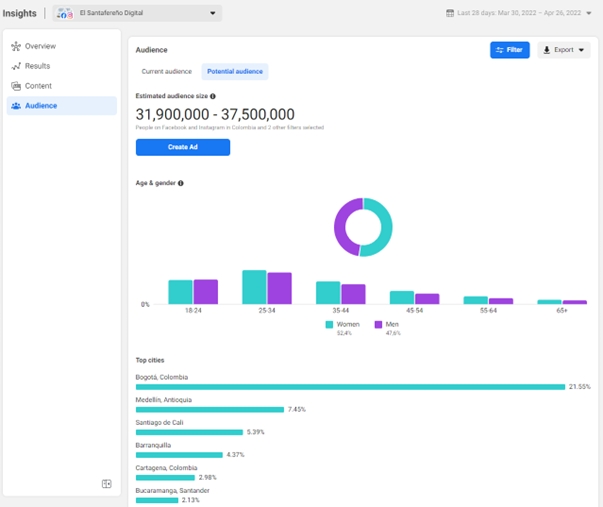 Insights
El Santafereño Digital
Last 28 days: Mar 30, 2022 – Apr 26, 2022
Overview
Results
Content
Audience
Audience
Filter
Export
Current audience
Potential audience
Estimated audience size
31,900,000 - 37,500,000
People on Facebook and Instagram in Colombia and 2 other filters selected
Create Ad
Age & gender
0%
18-24
25-34
35-44
45-54
55-64
65+
Women
52,4%
Men
47,6%
Top cities
Bogotá, Colombia
21.55%
Medellín, Antioquia
7.45%
Santiago de Cali
5.39%
Barranquilla
4.37%
Cartagena, Colombia
2.98%
Bucaramanga, Santander
2.13%